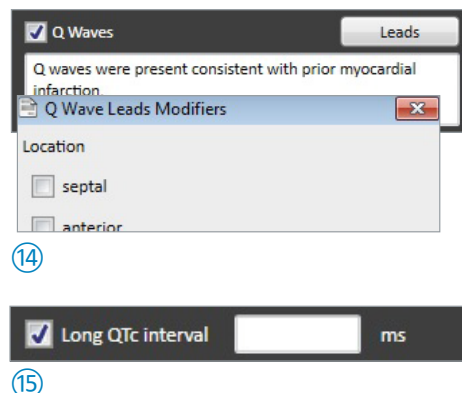 Q Waves Leads
Q waves were present consistent with prior myocardial
infarction.
Q Wave Leads Modifiers
Location
septal
anterior
14
Long QTc interval ms
15